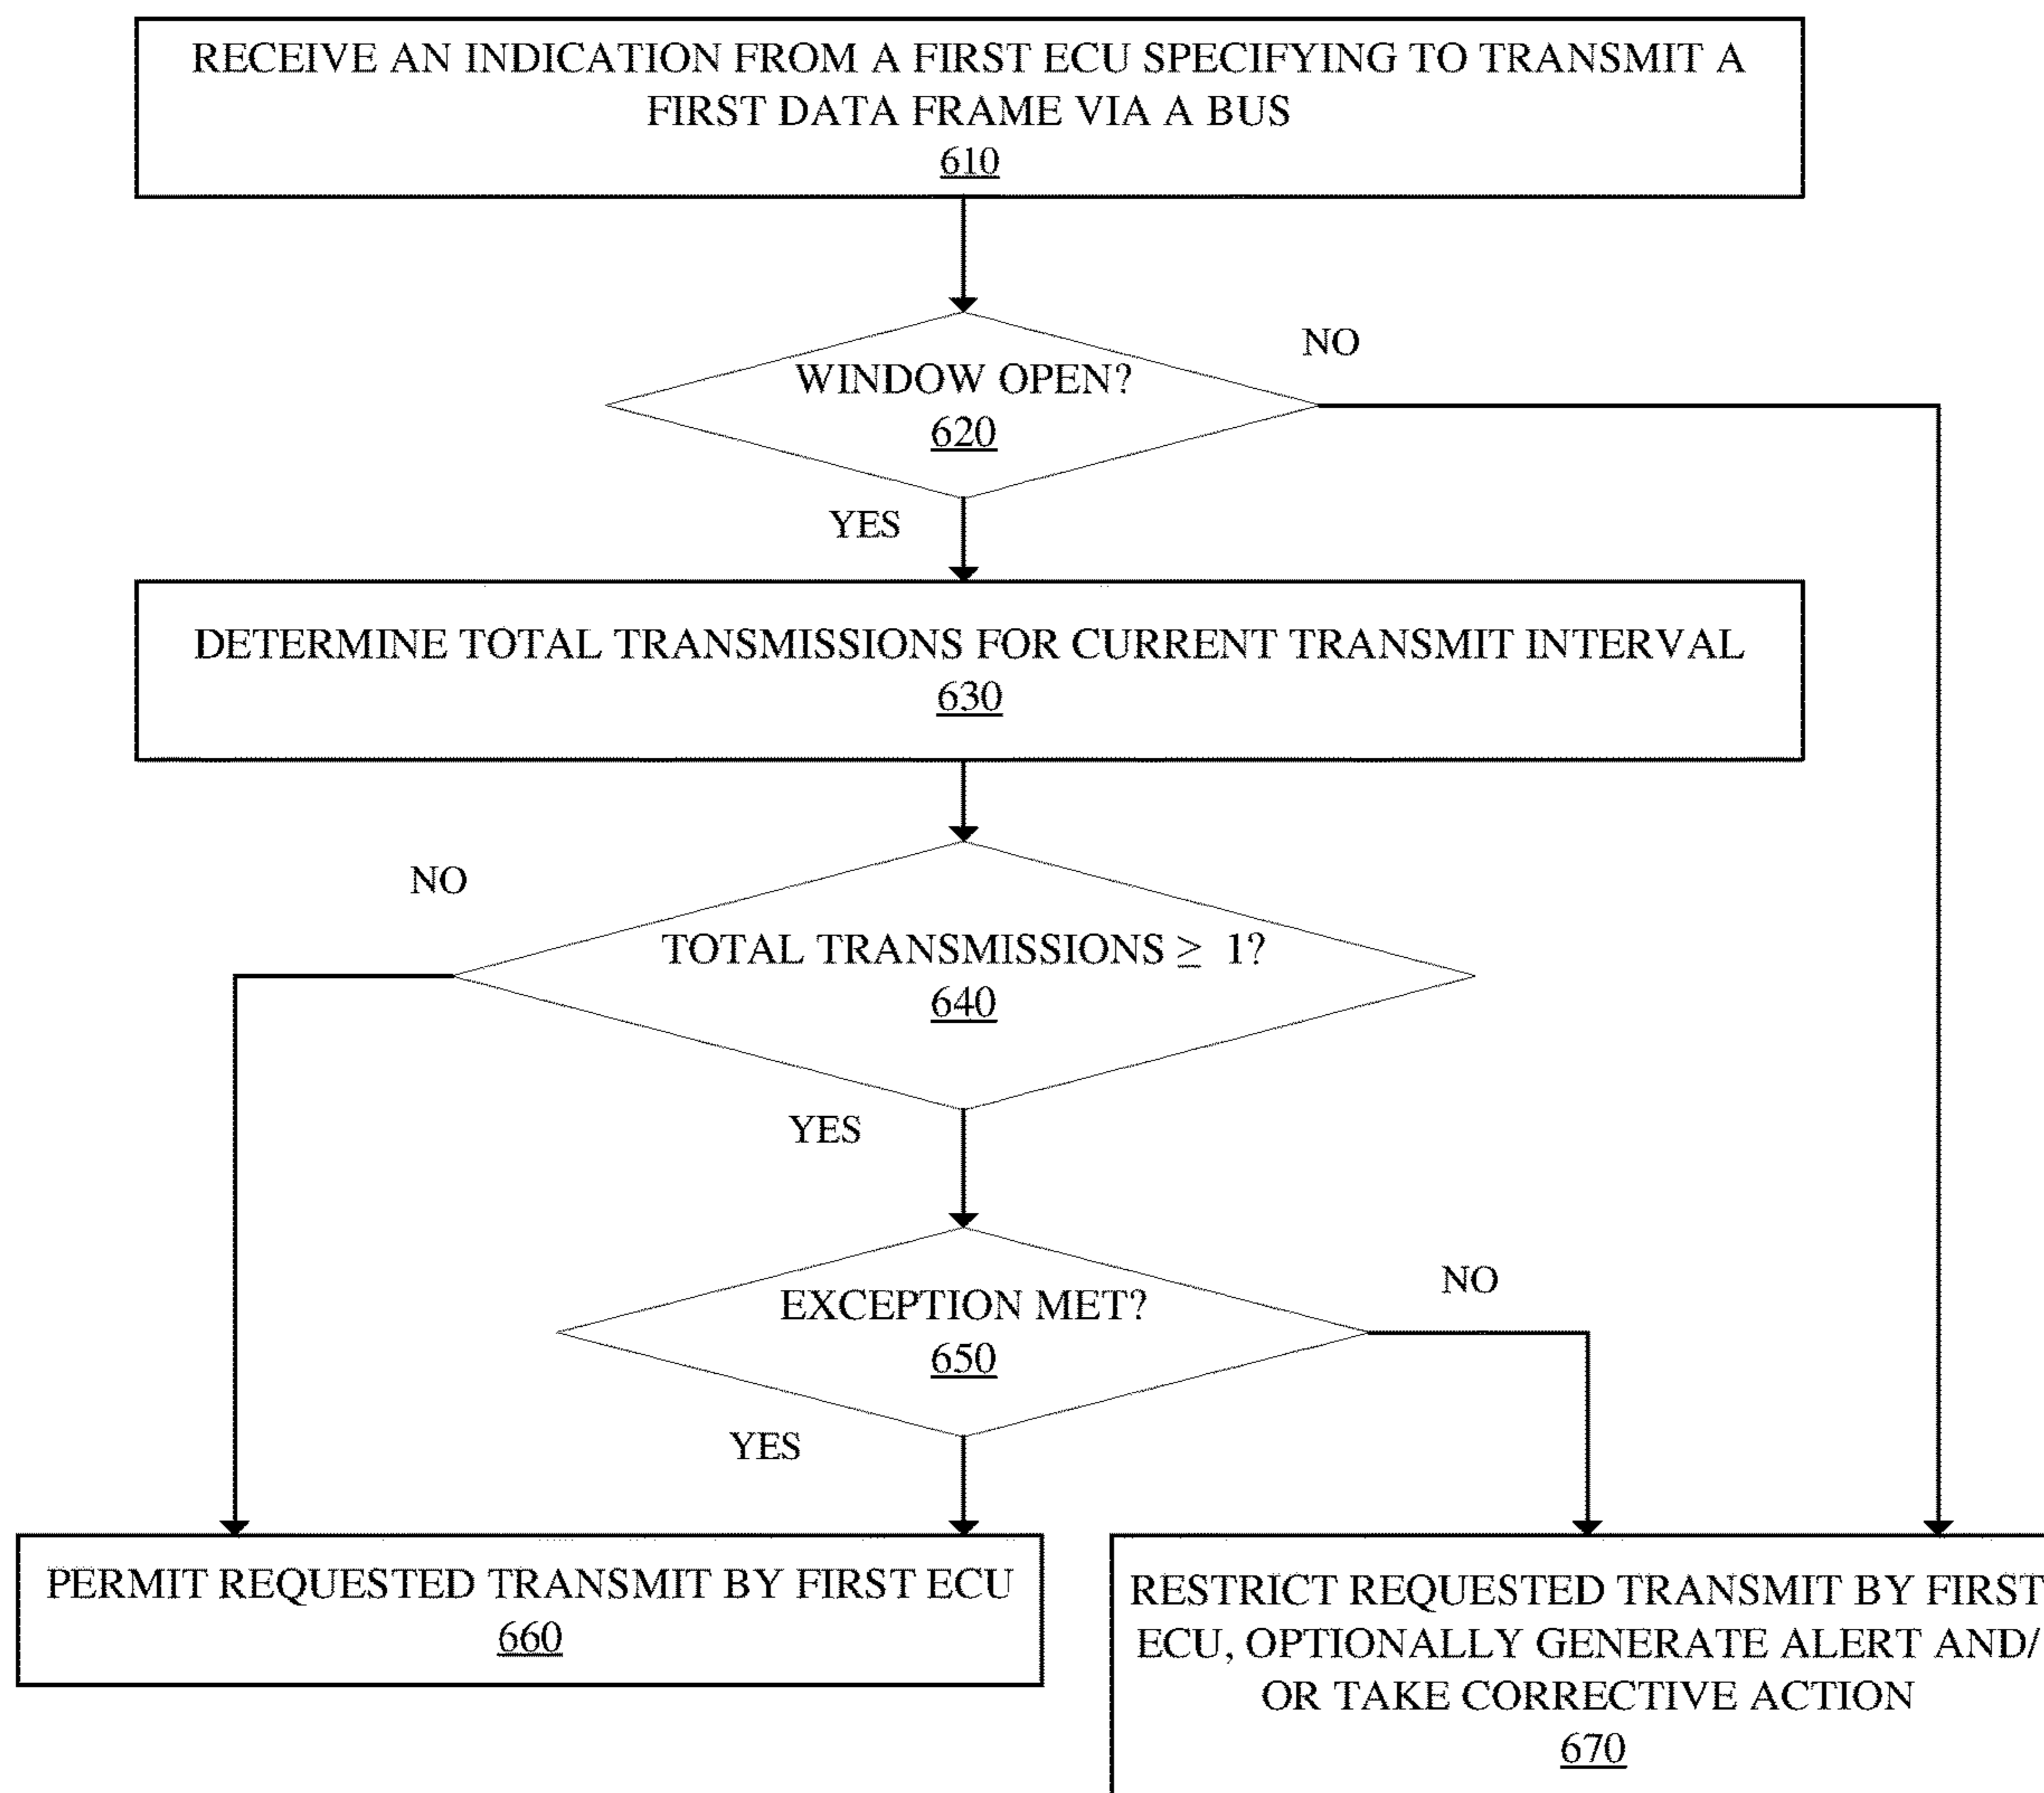 RECEIVE AN INDICATION FROM A FIRST ECU SPECIFYING TO TRANSMIT A
FIRST DATA FRAME VIA A BUS
610
NO
WINDOW OPEN?
620
YES
DETERMINE TOTAL TRANSMISSIONS FOR CURRENT TRANSMIT INTERVAL
630
NO
TOTAL TRANSMISSIONS ≥ 1?
640
YES
NO
EXCEPTION MET?
650
YES
PERMIT REQUESTED TRANSMIT BY FIRST ECU
660
RESTRICT REQUESTED TRANSMIT BY FIRST
ECU, OPTIONALLY GENERATE ALERT AND/
OR TAKE CORRECTIVE ACTION
670